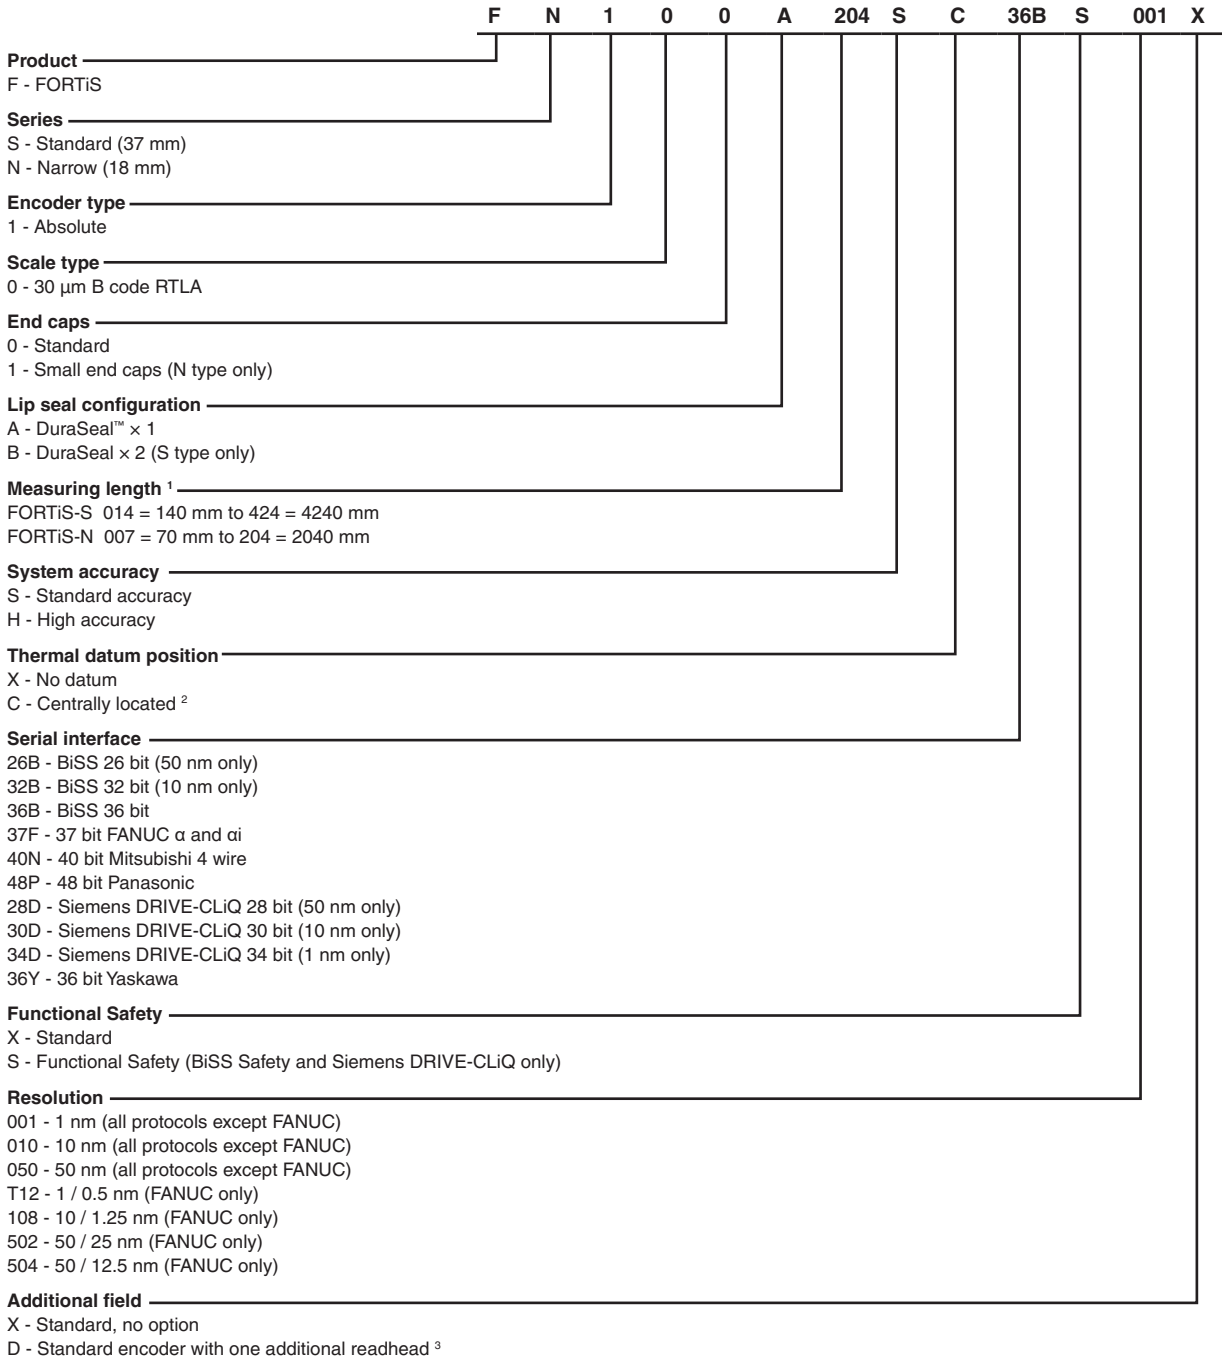 F N 1 0 0 A 204 S C 36B S 001 X
Product
F - FORTiS
Series
S - Standard (37 mm)
N - Narrow (18 mm)
Encoder type
1 - Absolute
Scale type
0 - 30 µm B code RTLA
End caps
0 - Standard
1 - Small end caps (N type only)
Lip seal configuration
A - DuraSeal™ × 1
B - DuraSeal × 2 (S type only)
Measuring length ¹
FORTiS-S 014 = 140 mm to 424 = 4240 mm
FORTiS-N 007 = 70 mm to 204 = 2040 mm
System accuracy
S - Standard accuracy
H - High accuracy
Thermal datum position
X - No datum
C - Centrally located ²
Serial interface
26B - BiSS 26 bit (50 nm only)
32B - BiSS 32 bit (10 nm only)
36B - BiSS 36 bit
37F - 37 bit FANUC α and αi
40N - 40 bit Mitsubishi 4 wire
48P - 48 bit Panasonic
28D - Siemens DRIVE-CLiQ 28 bit (50 nm only)
30D - Siemens DRIVE-CLiQ 30 bit (10 nm only)
34D - Siemens DRIVE-CLiQ 34 bit (1 nm only)
36Y - 36 bit Yaskawa
Functional Safety
X - Standard
S - Functional Safety (BiSS Safety and Siemens DRIVE-CLiQ only)
Resolution
001 - 1 nm (all protocols except FANUC)
010 - 10 nm (all protocols except FANUC)
050 - 50 nm (all protocols except FANUC)
T12 - 1 / 0.5 nm (FANUC only)
108 - 10 / 1.25 nm (FANUC only)
502 - 50 / 25 nm (FANUC only)
504 - 50 / 12.5 nm (FANUC only)
Additional field
X - Standard, no option
D - Standard encoder with one additional readhead ³